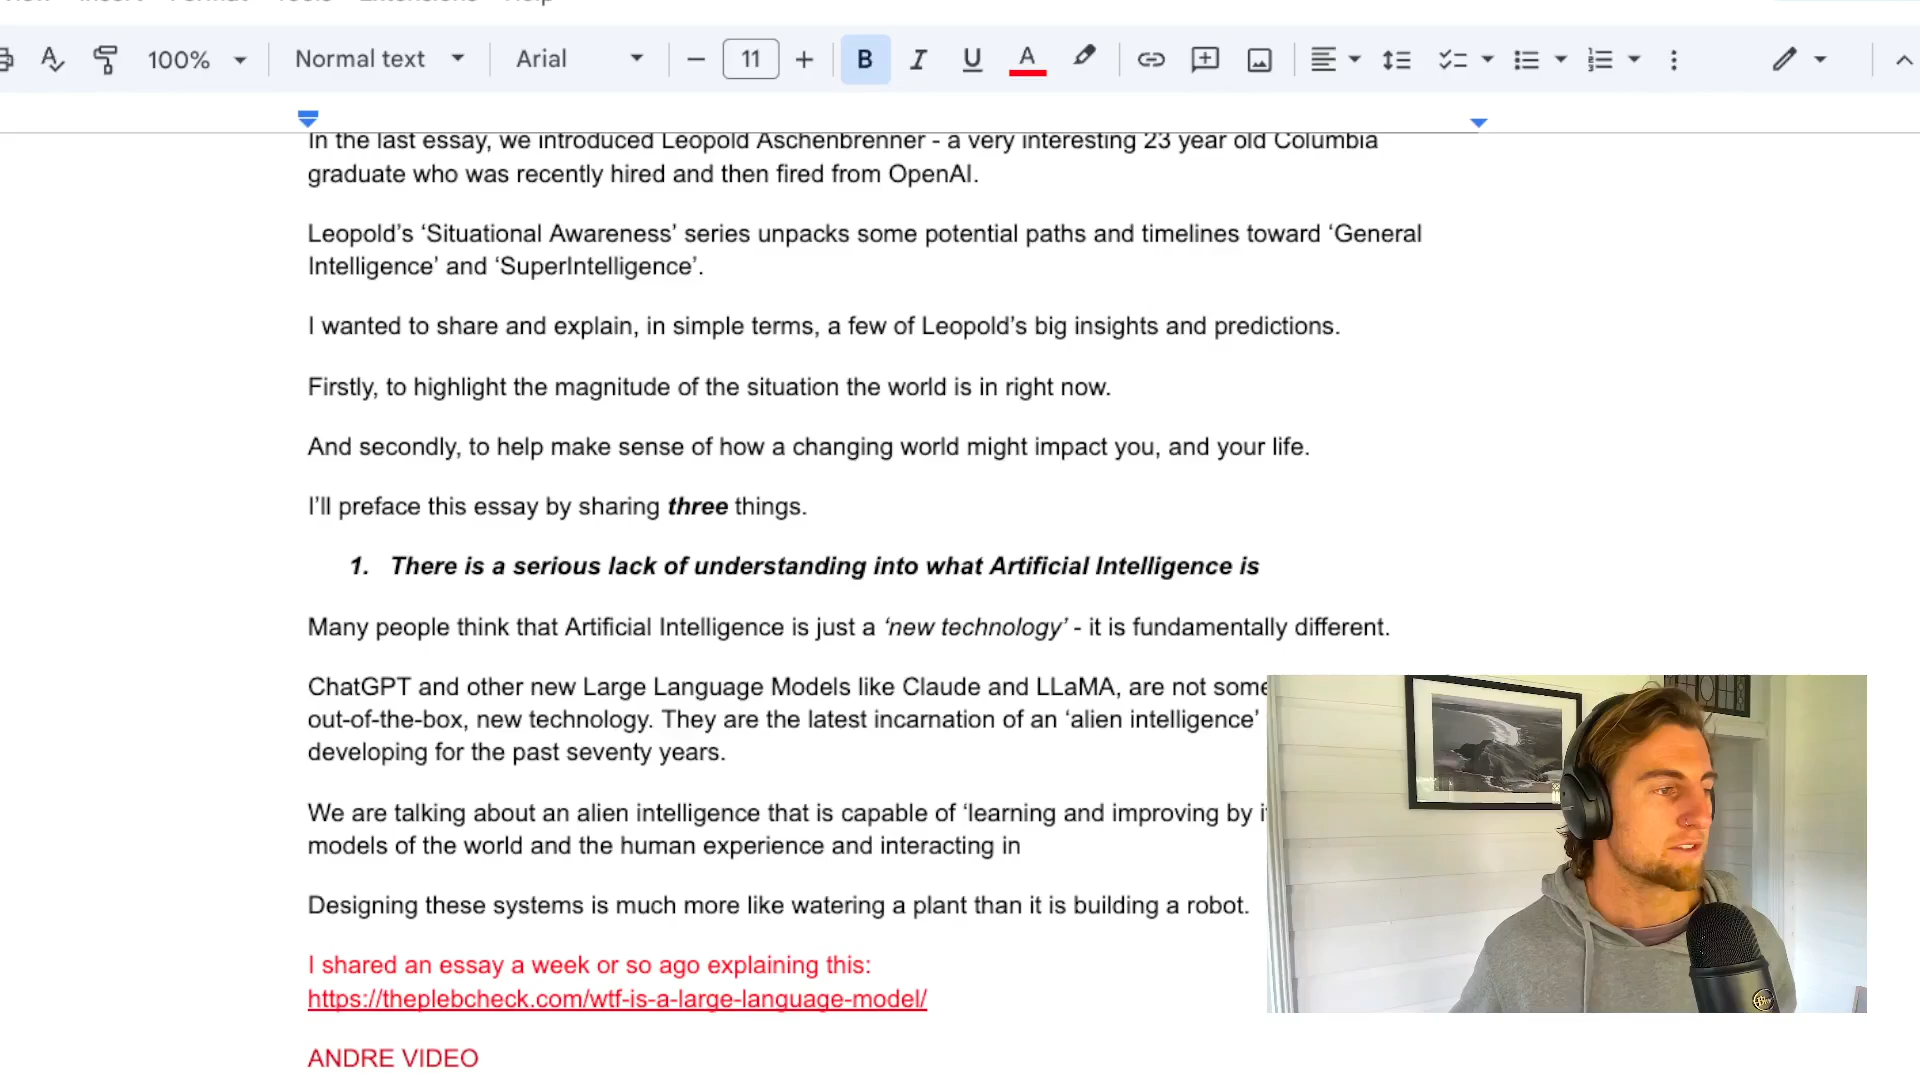 100%
Normal text
Arial
11
B
I
U
A
In the last essay, we introduced Leopold Aschenbrenner - a very interesting 23 year old Columbia
graduate who was recently hired and then fired from OpenAI.
Leopold’s ‘Situational Awareness’ series unpacks some potential paths and timelines toward ‘General
Intelligence’ and ‘SuperIntelligence’.
I wanted to share and explain, in simple terms, a few of Leopold’s big insights and predictions.
Firstly, to highlight the magnitude of the situation the world is in right now.
And secondly, to help make sense of how a changing world might impact you, and your life.
I’ll preface this essay by sharing three things.
1. There is a serious lack of understanding into what Artificial Intelligence is
Many people think that Artificial Intelligence is just a ‘new technology’ - it is fundamentally different.
ChatGPT and other new Large Language Models like Claude and LLaMA, are not some
out-of-the-box, new technology. They are the latest incarnation of an ‘alien intelligence’
developing for the past seventy years.
We are talking about an alien intelligence that is capable of ‘learning and improving by
models of the world and the human experience and interacting in
Designing these systems is much more like watering a plant than it is building a robot.
I shared an essay a week or so ago explaining this:
https://theplebcheck.com/wtf-is-a-large-language-model/
ANDRE VIDEO